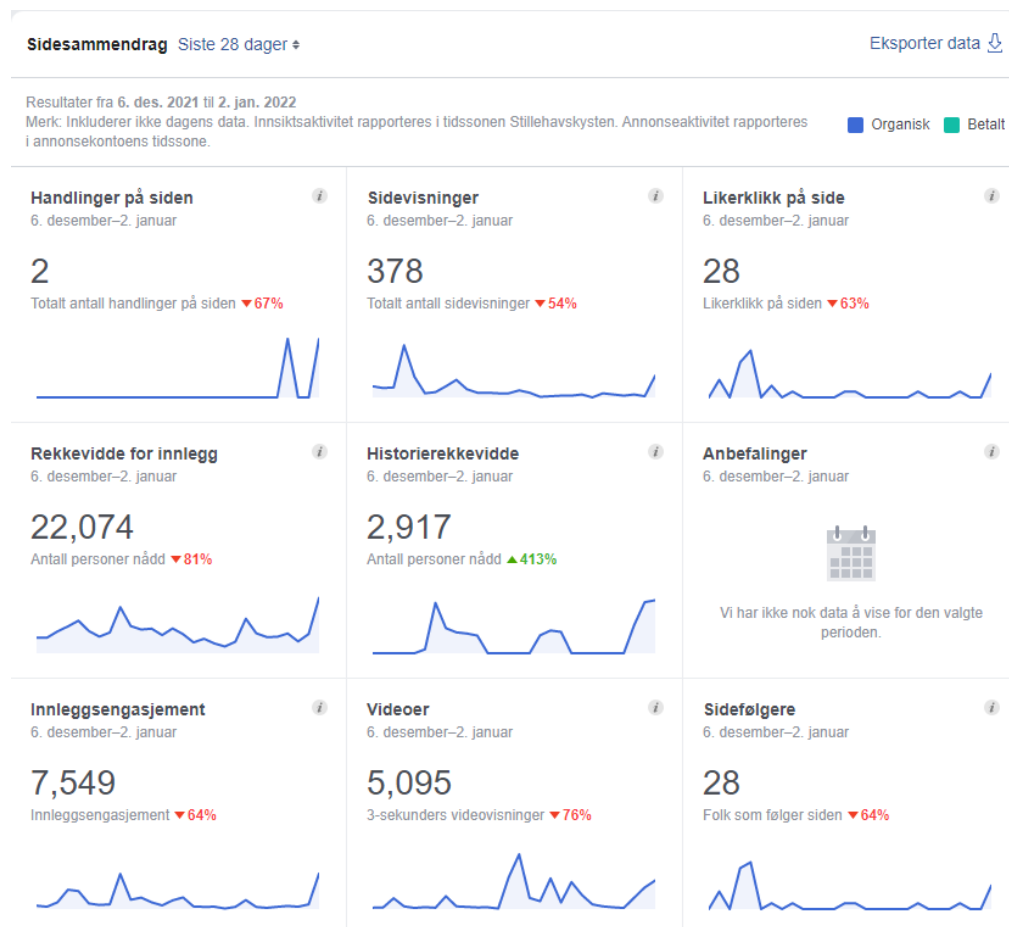 Sidesammendrag Siste 28 dager
Eksporter data
Resultater fra 6. des. 2021 til 2. jan. 2022
Merk: Inkluderer ikke dagens data. Innsiktsaktivitet rapporteres i tidssonen Stillehavskysten. Annonseaktivitet rapporteres
i annsekontoens tidssone.
Organisk Betalt
Handlinger på siden
6. desember–2. januar
2
Totalt antall handlinger på siden ▼67%
Sidevisninger
6. desember–2. januar
378
Totalt antall sidevisninger ▼54%
Likerklikk på side
6. desember–2. januar
28
Likerklikk på siden ▼63%
Rekkevidde for innlegg
6. desember–2. januar
22,074
Antall personer nådd ▼81%
Historierekkevidde
6. desember–2. januar
2,917
Antall personer nådd ▲413%
Anbefalinger
6. desember–2. januar
Vi har ikke nok data å vise for den valgte
perioden.
Innleggsengasjement
6. desember–2. januar
7,549
Innleggsengasjement ▼64%
Videoer
6. desember–2. januar
5,095
3-sekunders videovisninger ▼76%
Sidefølgere
6. desember–2. januar
28
Folk som følger siden ▼64%